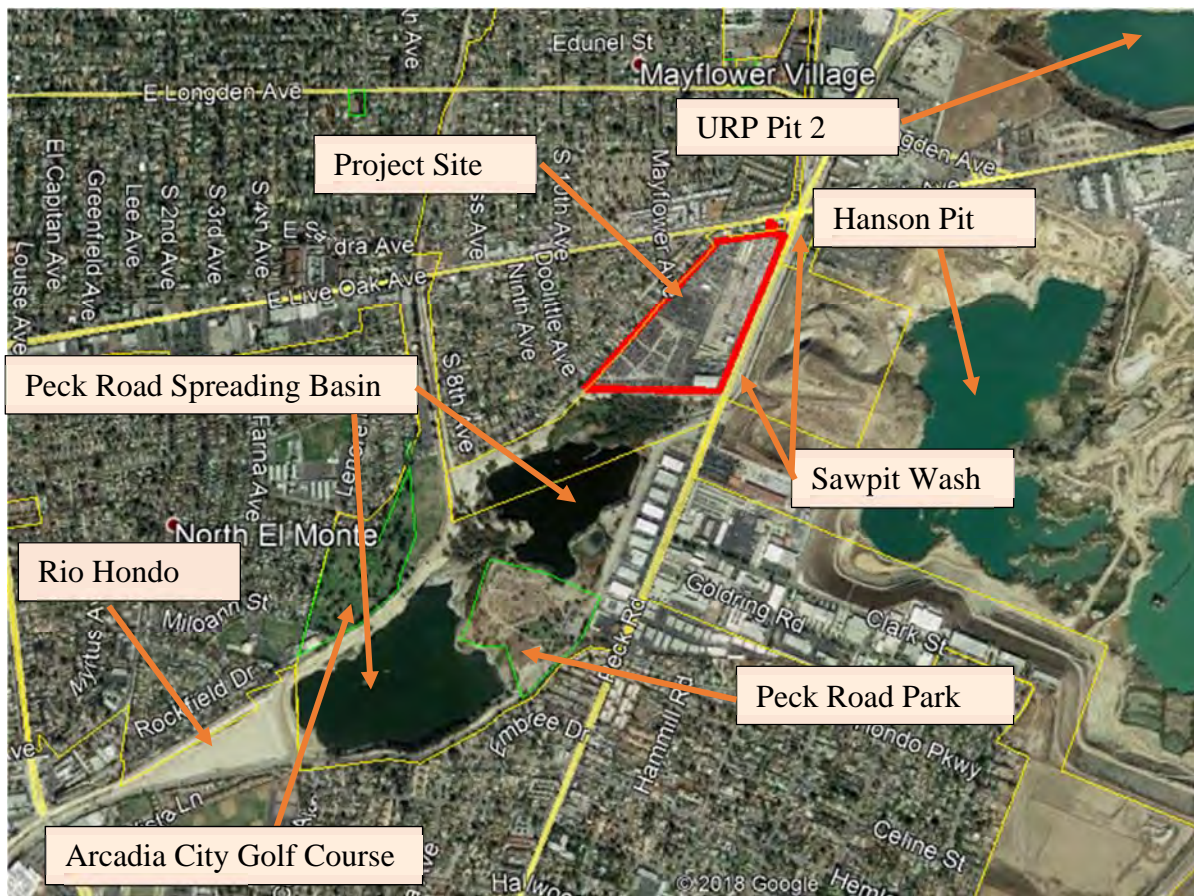 Edunel St
Mayflower Village
E Longden Ave
URP Pit 2
Project Site
Hanson Pit
El Capitan Ave
Greenfield Ave
Lee Ave
S 2nd Ave
S 3rd Ave
S 4th Ave
S 10th Ave
Mayflower Ave
Louise Ave
E Live Oak Ave
Ninth Ave
Doolittle Ave
Peck Road Spreading Basin
S 8th Ave
Farna Ave
Sawpit Wash
North El Monte
Rio Hondo
Miloann St
Goldring Rd
Clark St
Peck Rd
Rockfield Dr
Peck Road Park
Embree Dr
Hammill Rd
Hondo Pkwy
Arcadia City Golf Course
Celine St
© 2018 Google